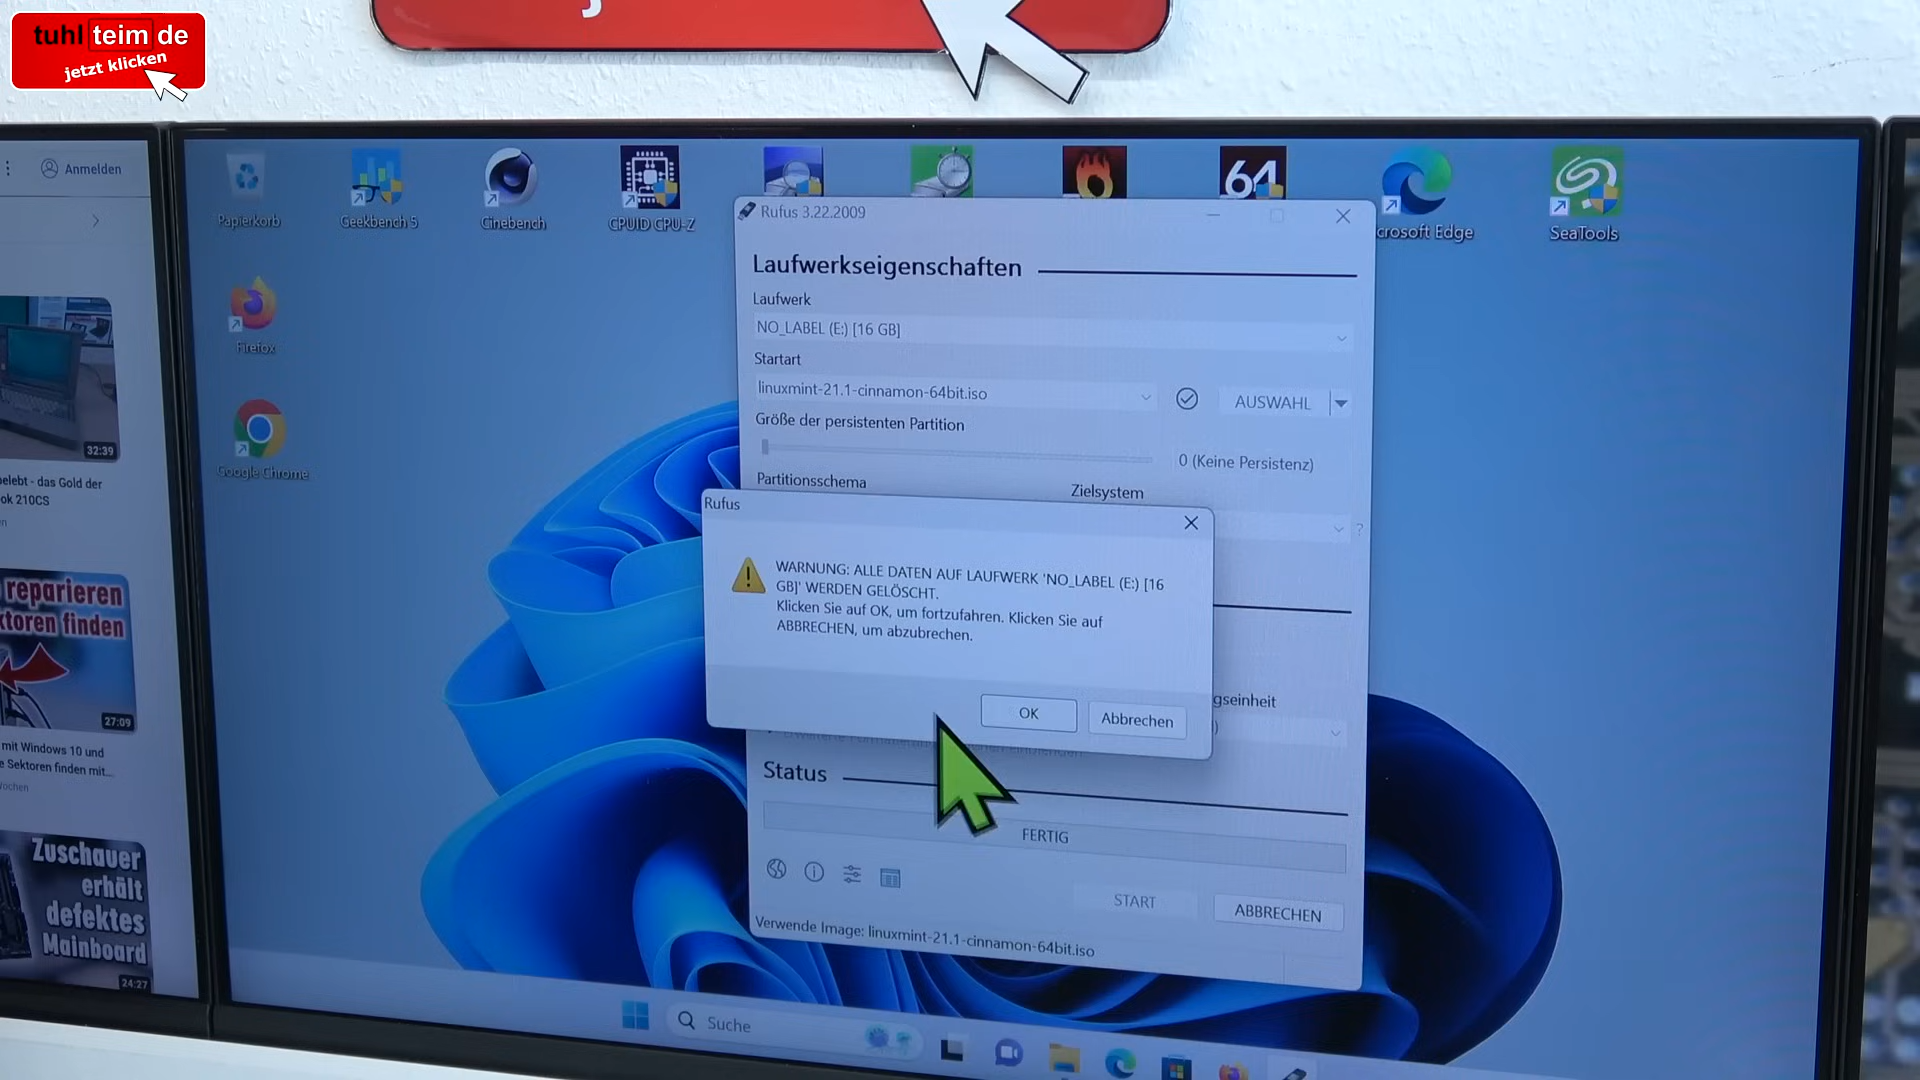 tuhl teim de
jetzt klicken
Anmelden
Papierkorb
Geekbench 5
Cinebench
CPUID CPU-Z
64
crosoft Edge
SeaTools
Firefox
Google Chrome
32:39
elebt - das Gold der
ok 210CS
reparieren
ktoren finden
27:09
mit Windows 10 und
e Sektoren finden mit...
Zuschauer
erhält
defektes
Mainboard
24:27
Rufus 3.22.2009
Laufwerkseigenschaften
Laufwerk
NO_LABEL (E:) [16 GB]
Startart
linuxmint-21.1-cinnamon-64bit.iso
AUSWAHL
Größe der persistenten Partition
0 (Keine Persistenz)
Partitionsschema
Zielsystem
?
Rufus
WARNUNG: ALLE DATEN AUF LAUFWERK 'NO_LABEL (E:) [16
GB]' WERDEN GELÖSCHT.
Klicken Sie auf OK, um fortzufahren. Klicken Sie auf
ABBRECHEN, um abzubrechen.
OK
Abbrechen
gseinheit
Status
FERTIG
START
ABBRECHEN
Verwende Image: linuxmint-21.1-cinnamon-64bit.iso
Suche